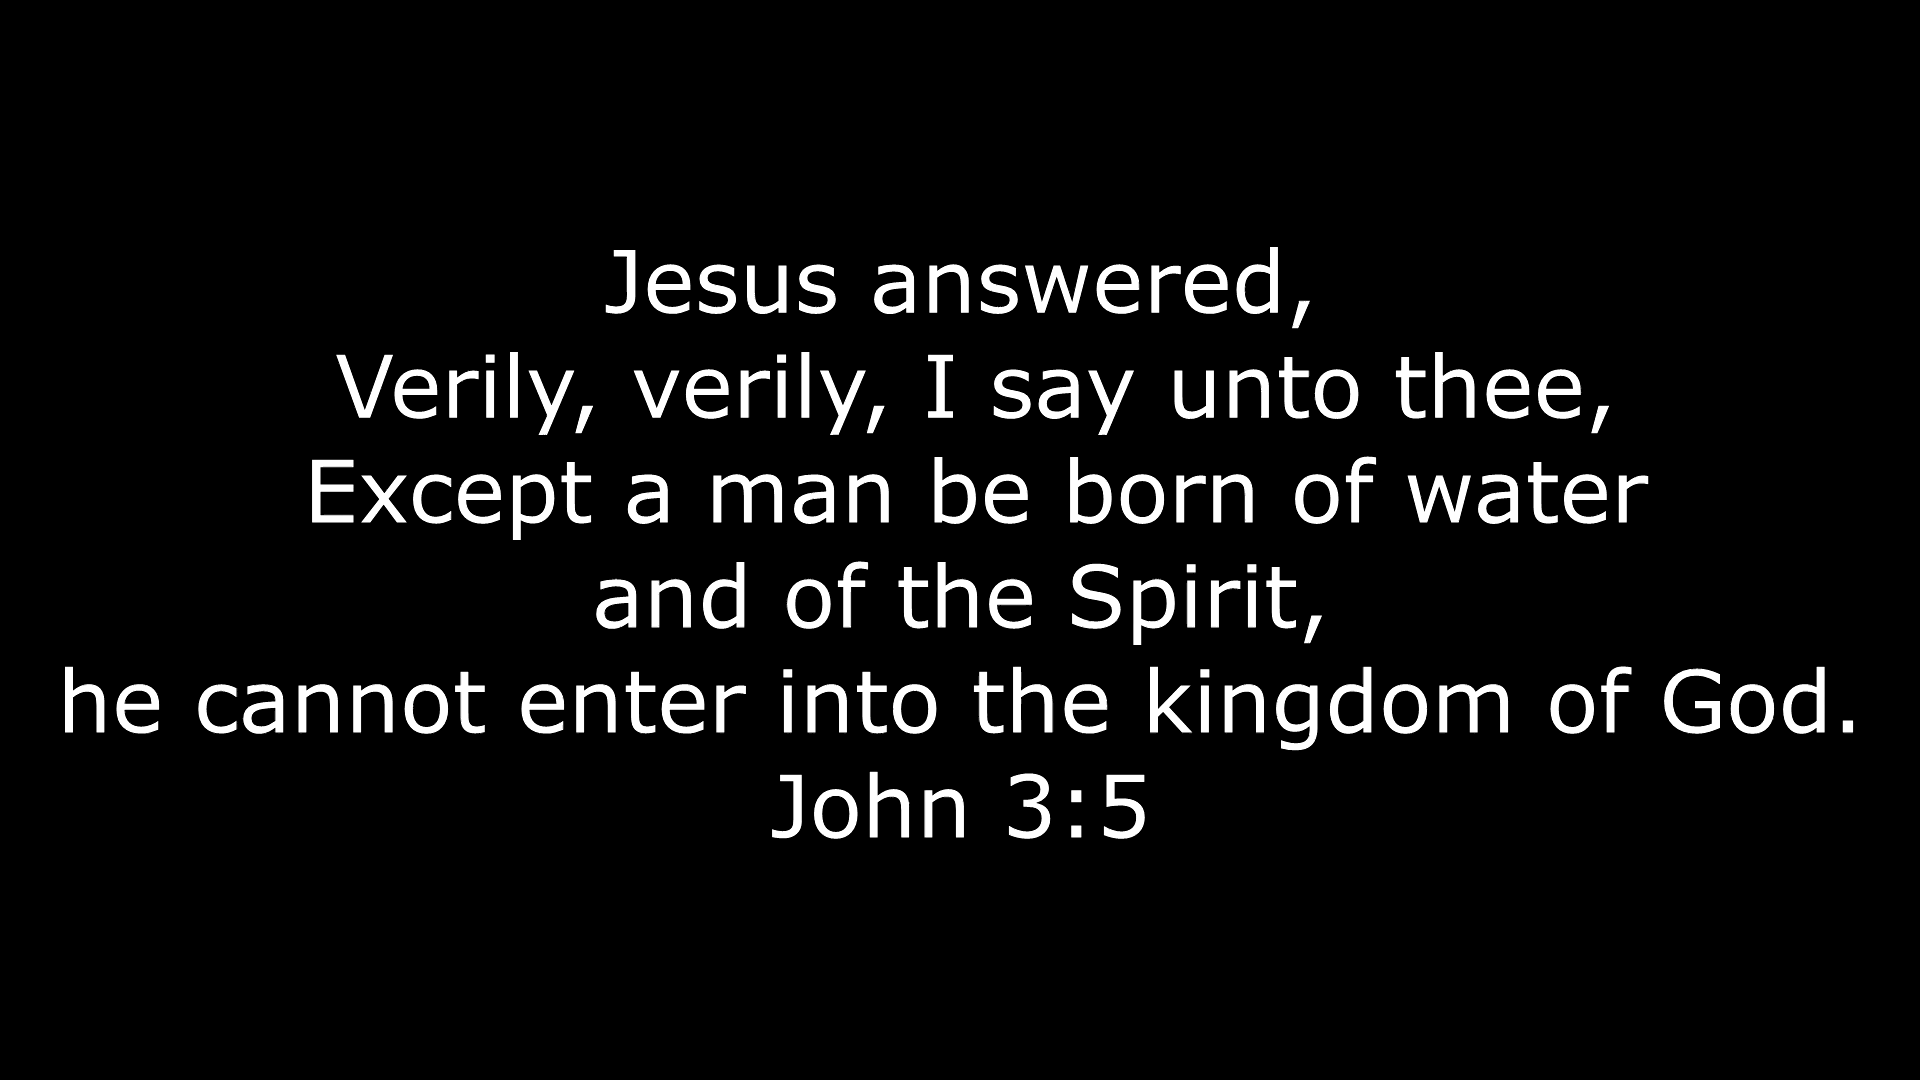 Jesus answered,
Verily, verily, I say unto thee,
Except a man be born of water
and of the Spirit,
he cannot enter into the kingdom of God.
John 3:5